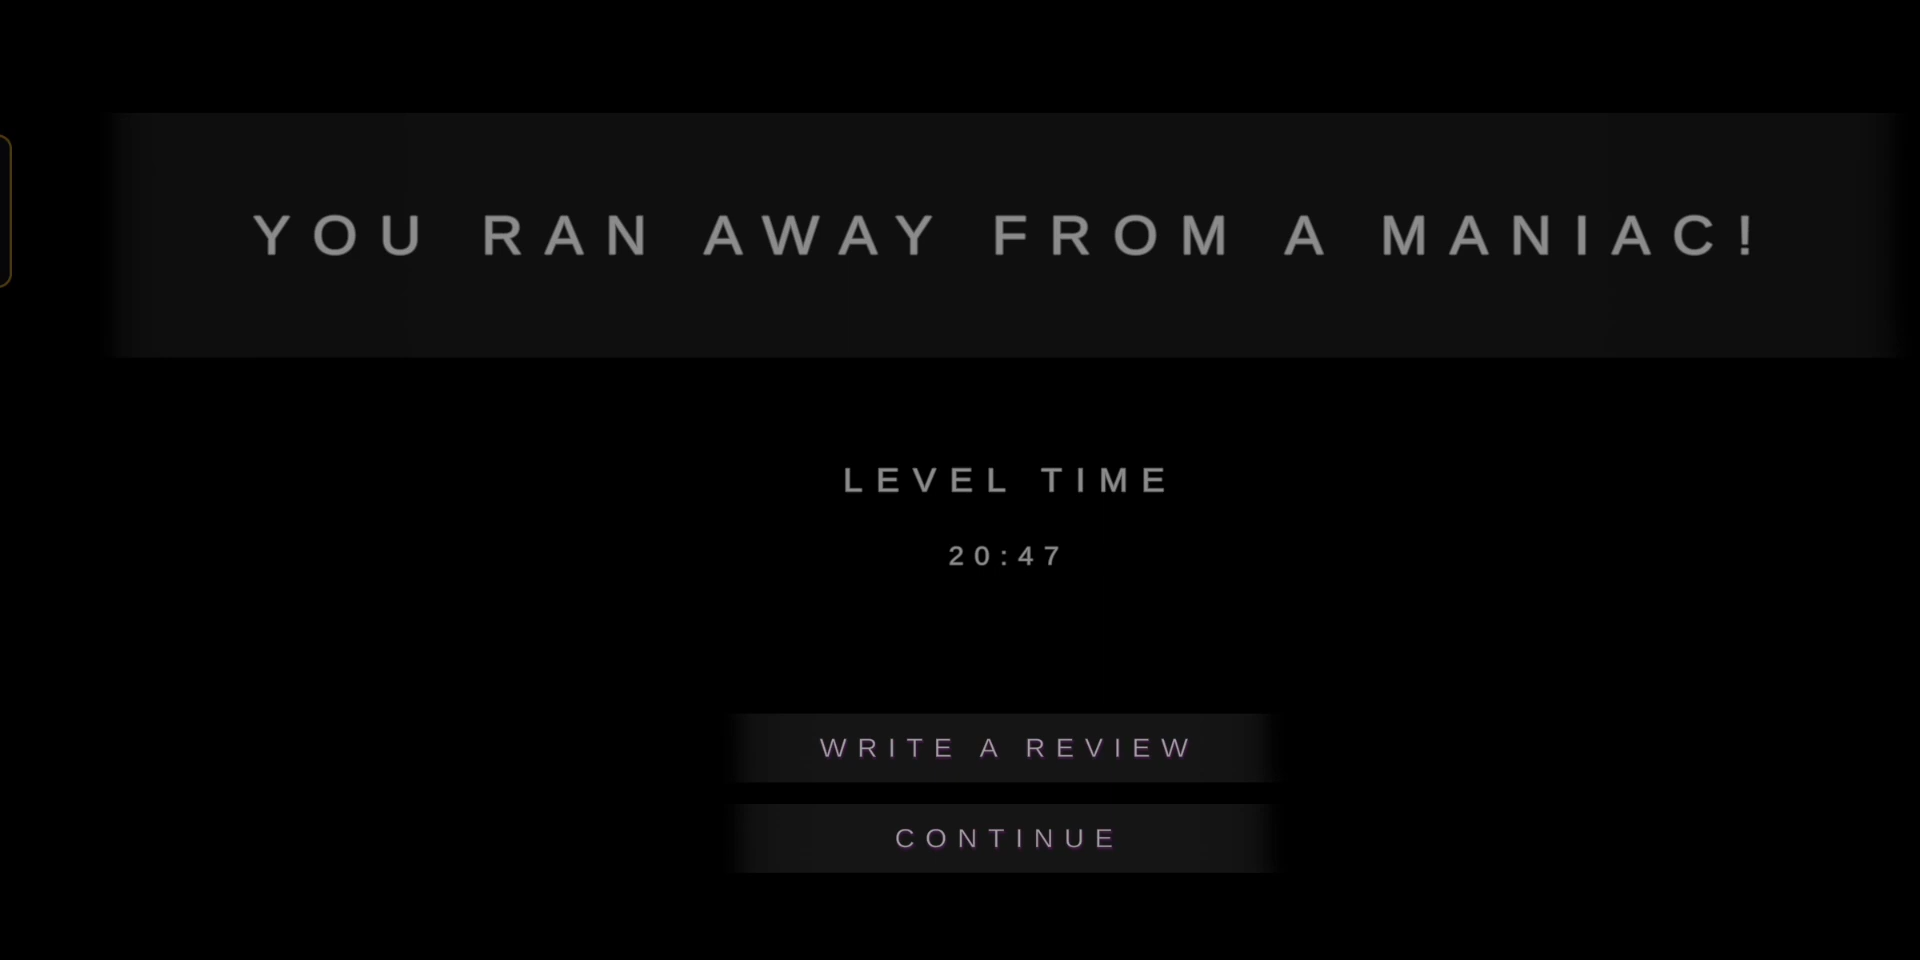 YOU RAN AWAY FROM A MANIAC!
LEVEL TIME
20:47
WRITE A REVIEW
CONTINUE